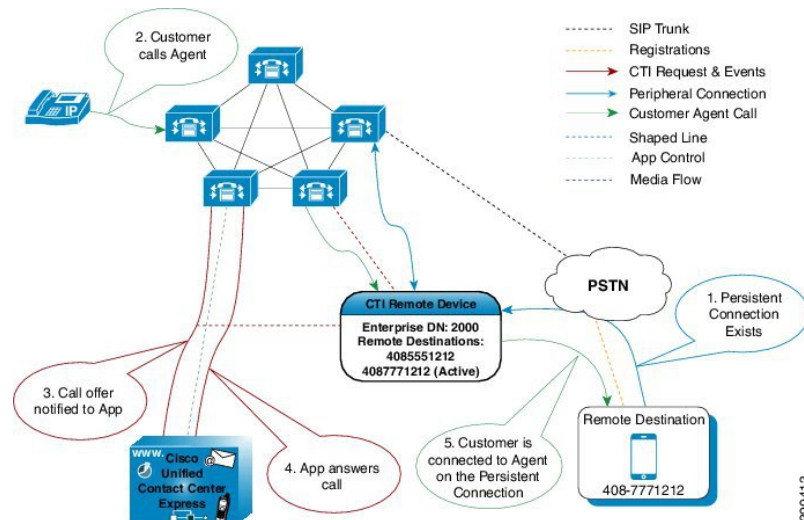 2. Customer
calls Agent
IP
SIP Trunk
Registrations
CTI Request & Events
Peripheral Connection
Customer Agent Call
Shaped Line
App Control
Media Flow
PSTN
1. Persistent
Connection
Exists
CTI Remote Device
Enterprise DN: 2000
Remote Destinations:
4085551212
4087771212 (Active)
3. Call offer
notified to App
4. App answers
call
5. Customer is
connected to Agent
on the Persistent
Connection
Remote Destination
408-7771212
www.
@
Cisco
Unified
Contact Center
Express